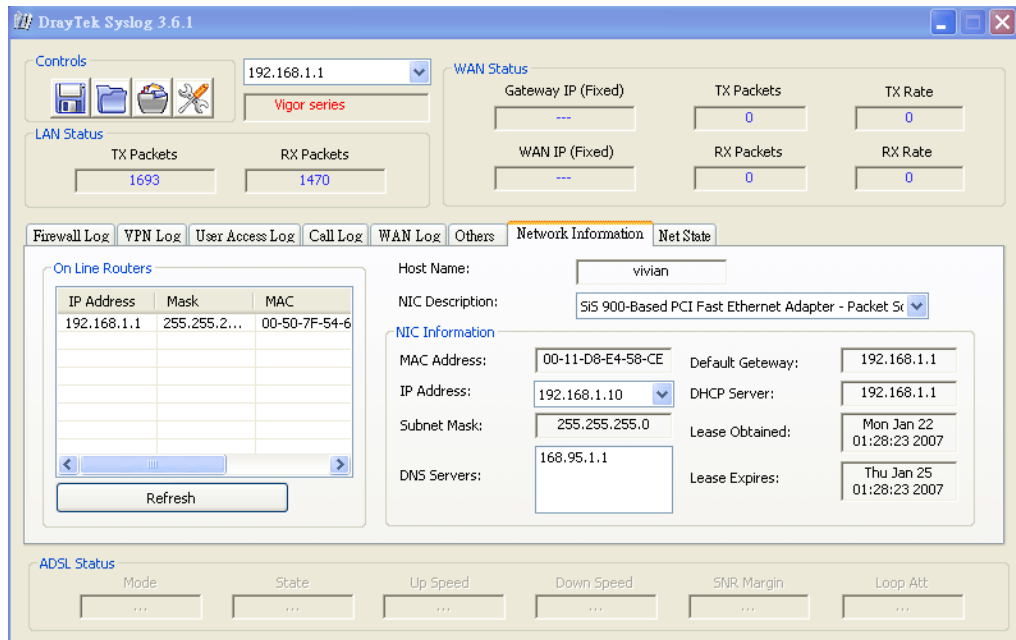 DrayTek Syslog 3.6.1
Controls
192.168.1.1
Vigor series
LAN Status
TX Packets
RX Packets
1693
1470
WAN Status
Gateway IP (Fixed)
TX Packets
TX Rate
---
0
0
WAN IP (Fixed)
RX Packets
RX Rate
---
0
0
Firewall Log
VPN Log
User Access Log
Call Log
WAN Log
Others
Network Information
Net State
On Line Routers
IP Address
Mask
MAC
192.168.1.1
255.255.2...
00-50-7F-54-6
Refresh
Host Name:
vivian
NIC Description:
SiS 900-Based PCI Fast Ethernet Adapter - Packet Sc
NIC Information
MAC Address:
00-11-D8-E4-58-CE
IP Address:
192.168.1.10
Subnet Mask:
255.255.255.0
DNS Servers:
168.95.1.1
Default Geteway:
192.168.1.1
DHCP Server:
192.168.1.1
Lease Obtained:
Mon Jan 22
01:28:23 2007
Lease Expires:
Thu Jan 25
01:28:23 2007
ADSL Status
Mode
State
Up Speed
Down Speed
SNR Margin
Loop Att
...
...
...
...
...
...